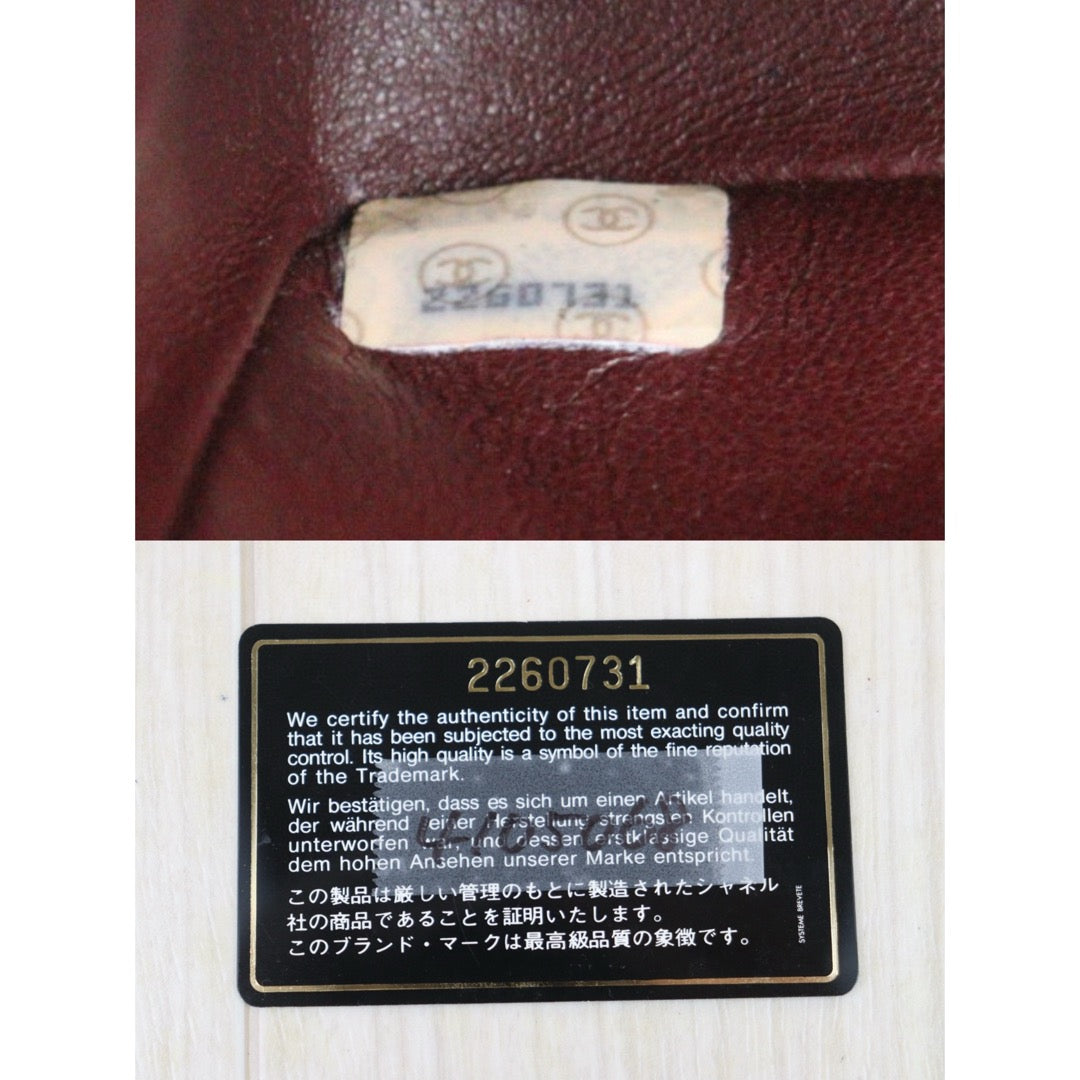 2260731
2260731
We certify the authenticity of this item and confirm
that it has been subjected to the most exacting quality
control. Its high quality is a symbol of the fine reputation
of the Trademark.
Wir bestätigen, dass es sich um einen Artikel handelt,
der während einer Herstellung strengsten Kontrollen
unterworfen war, und dessen erstklassige Qualität
dem hohen Ansehen unserer Marke entspricht.
この製品は厳しい管理のもとに製造されたシャネル
社の商品であることを証明いたします。
このブランド・マークは最高級品質の象徴です。
SYSTEME BREVETE